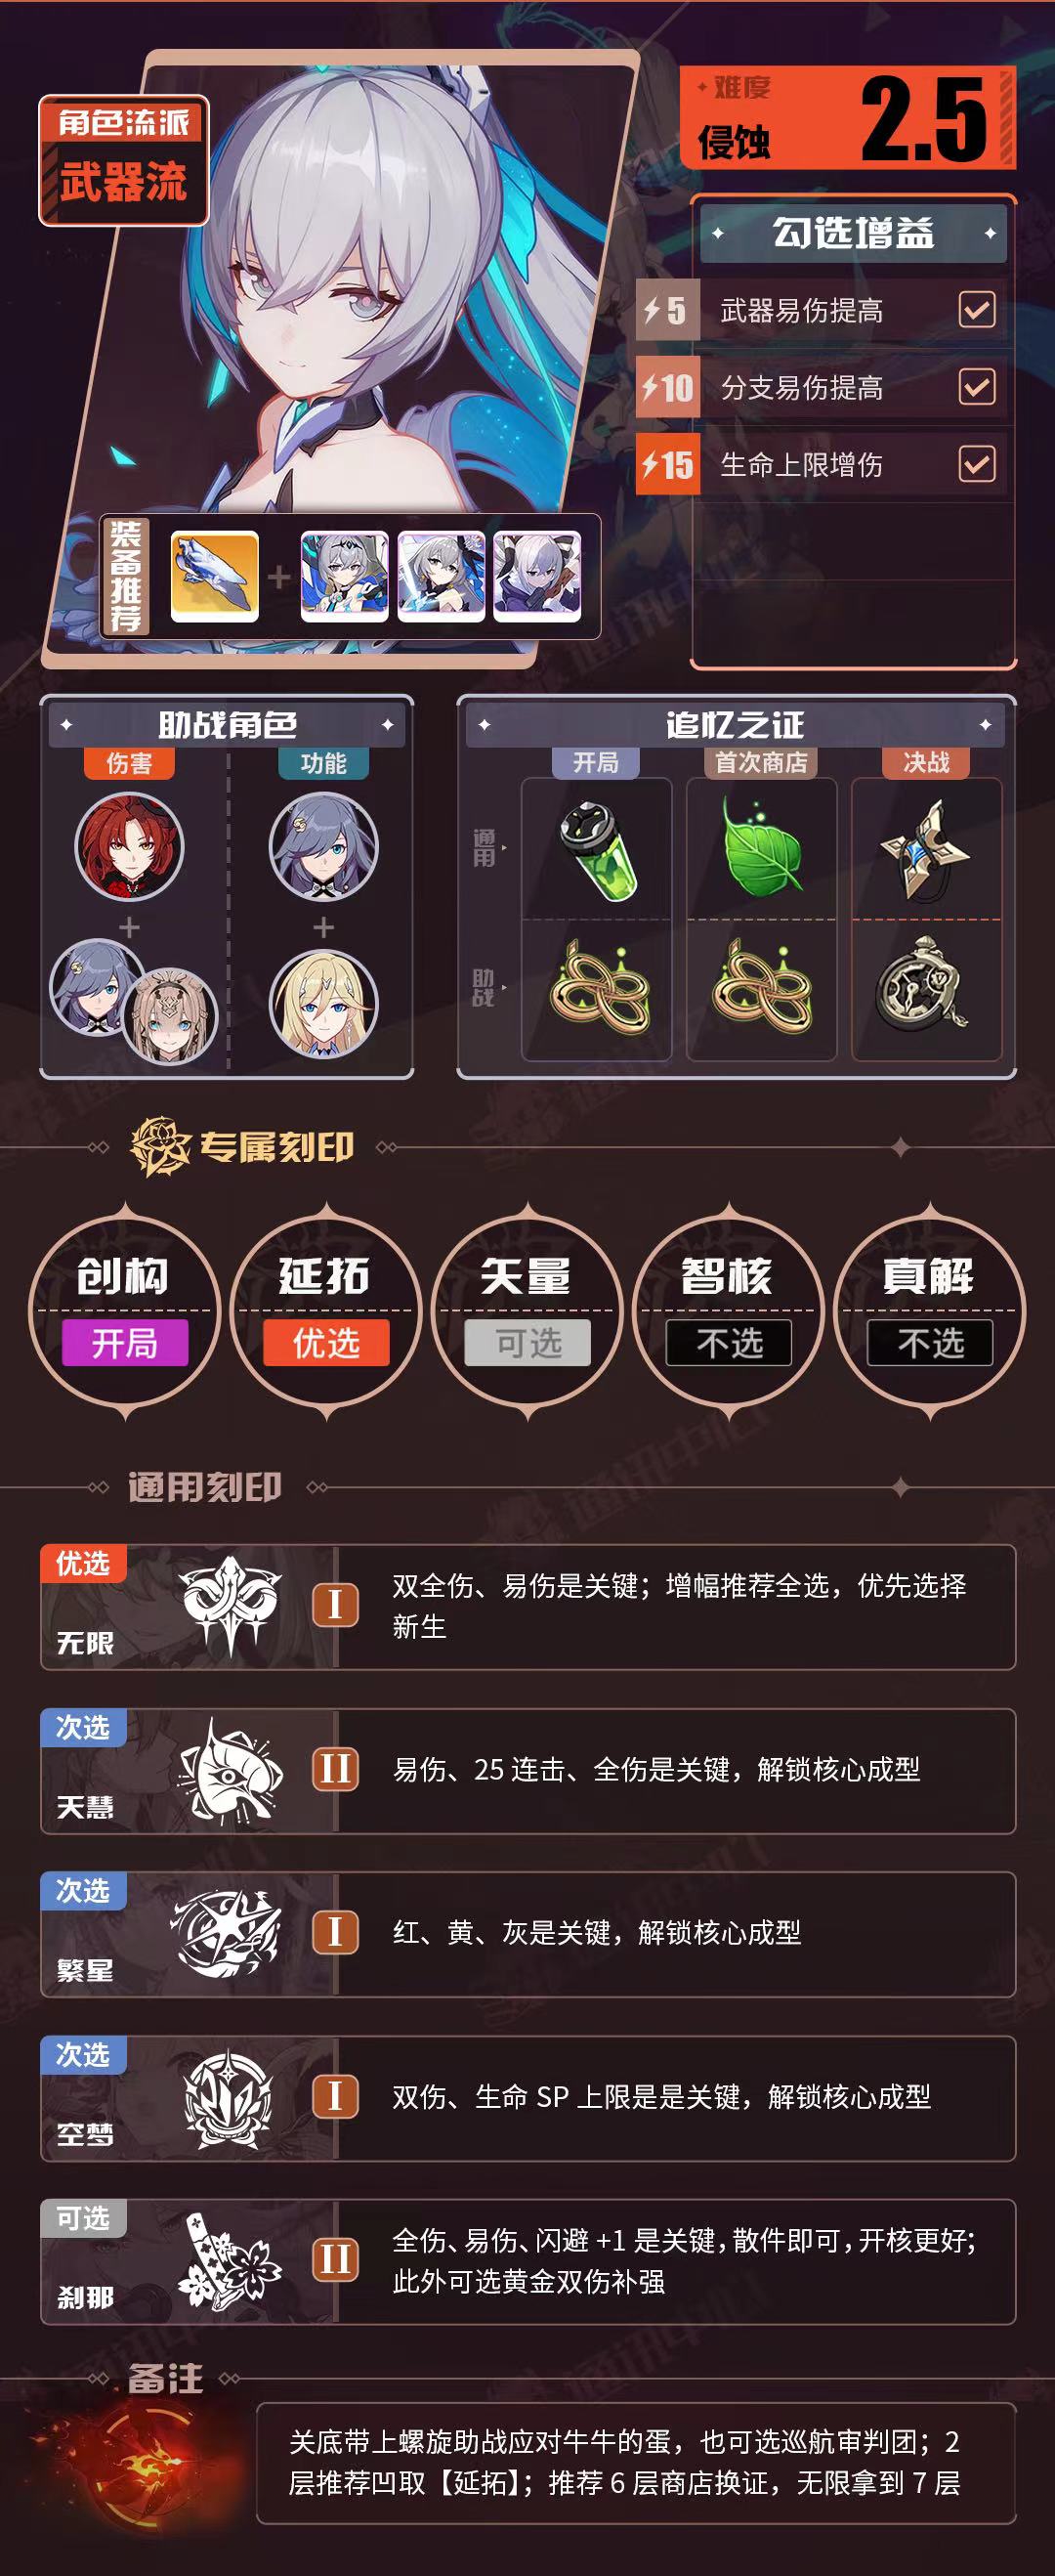 角色流派
武器流
难度
侵蚀
2.5
勾选增益
5 武器易伤提高
10 分支易伤提高
15 生命上限增伤
装备推荐
助战角色
伤害
功能
追忆之证
开局
首次商店
决战
通用
助战
专属刻印
创构
开局
延拓
优选
矢量
可选
智核
不选
真解
不选
通用刻印
优选
无限
I
双全伤、易伤是关键；增幅推荐全选，优先选择
新生
次选
天慧
II
易伤、25 连击、全伤是关键，解锁核心成型
次选
繁星
I
红、黄、灰是关键，解锁核心成型
次选
空梦
I
双伤、生命 SP 上限是是关键，解锁核心成型
可选
刹那
II
全伤、易伤、闪避 +1 是关键，散件即可，开核更好；
此外可选黄金双伤补强
备注
关底带上螺旋助战应对牛牛的蛋，也可选巡航审判团；2
层推荐凹取【延拓】；推荐 6 层商店换证，无限拿到 7 层